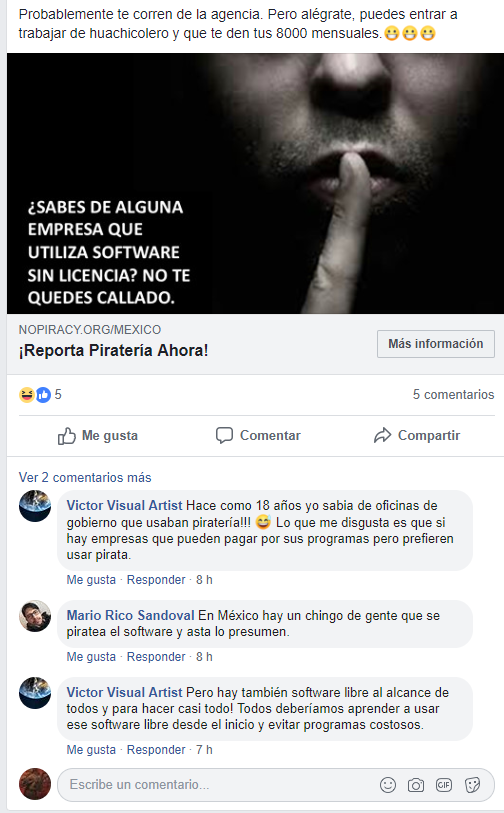 Probablemente te corren de la agencia. Pero alégrate, puedes entrar a
trabajar de huachicolero y que te den tus 8000 mensuales.😁😁😁
¿SABES DE ALGUNA
EMPRESA QUE
UTILIZA SOFTWARE
SIN LICENCIA? NO TE
QUEDES CALLADO.
NOPIRACY.ORG/MEXICO
¡Reporta Piratería Ahora!
Más información
5
5 comentarios
Me gusta Comentar Compartir
Ver 2 comentarios más
Victor Visual Artist Hace como 18 años yo sabia de oficinas de
gobierno que usaban piratería!!! 😅 Lo que me disgusta es que si
hay empresas que pueden pagar por sus programas pero prefieren
usar pirata.
Me gusta · Responder · 8 h
Mario Rico Sandoval En México hay un chingo de gente que se
piratea el software y asta lo presumen.
Me gusta · Responder · 8 h
Victor Visual Artist Pero hay también software libre al alcance de
todos y para hacer casi todo! Todos deberíamos aprender a usar
ese software libre desde el inicio y evitar programas costosos.
Me gusta · Responder · 7 h
Escribe un comentario...
GIF